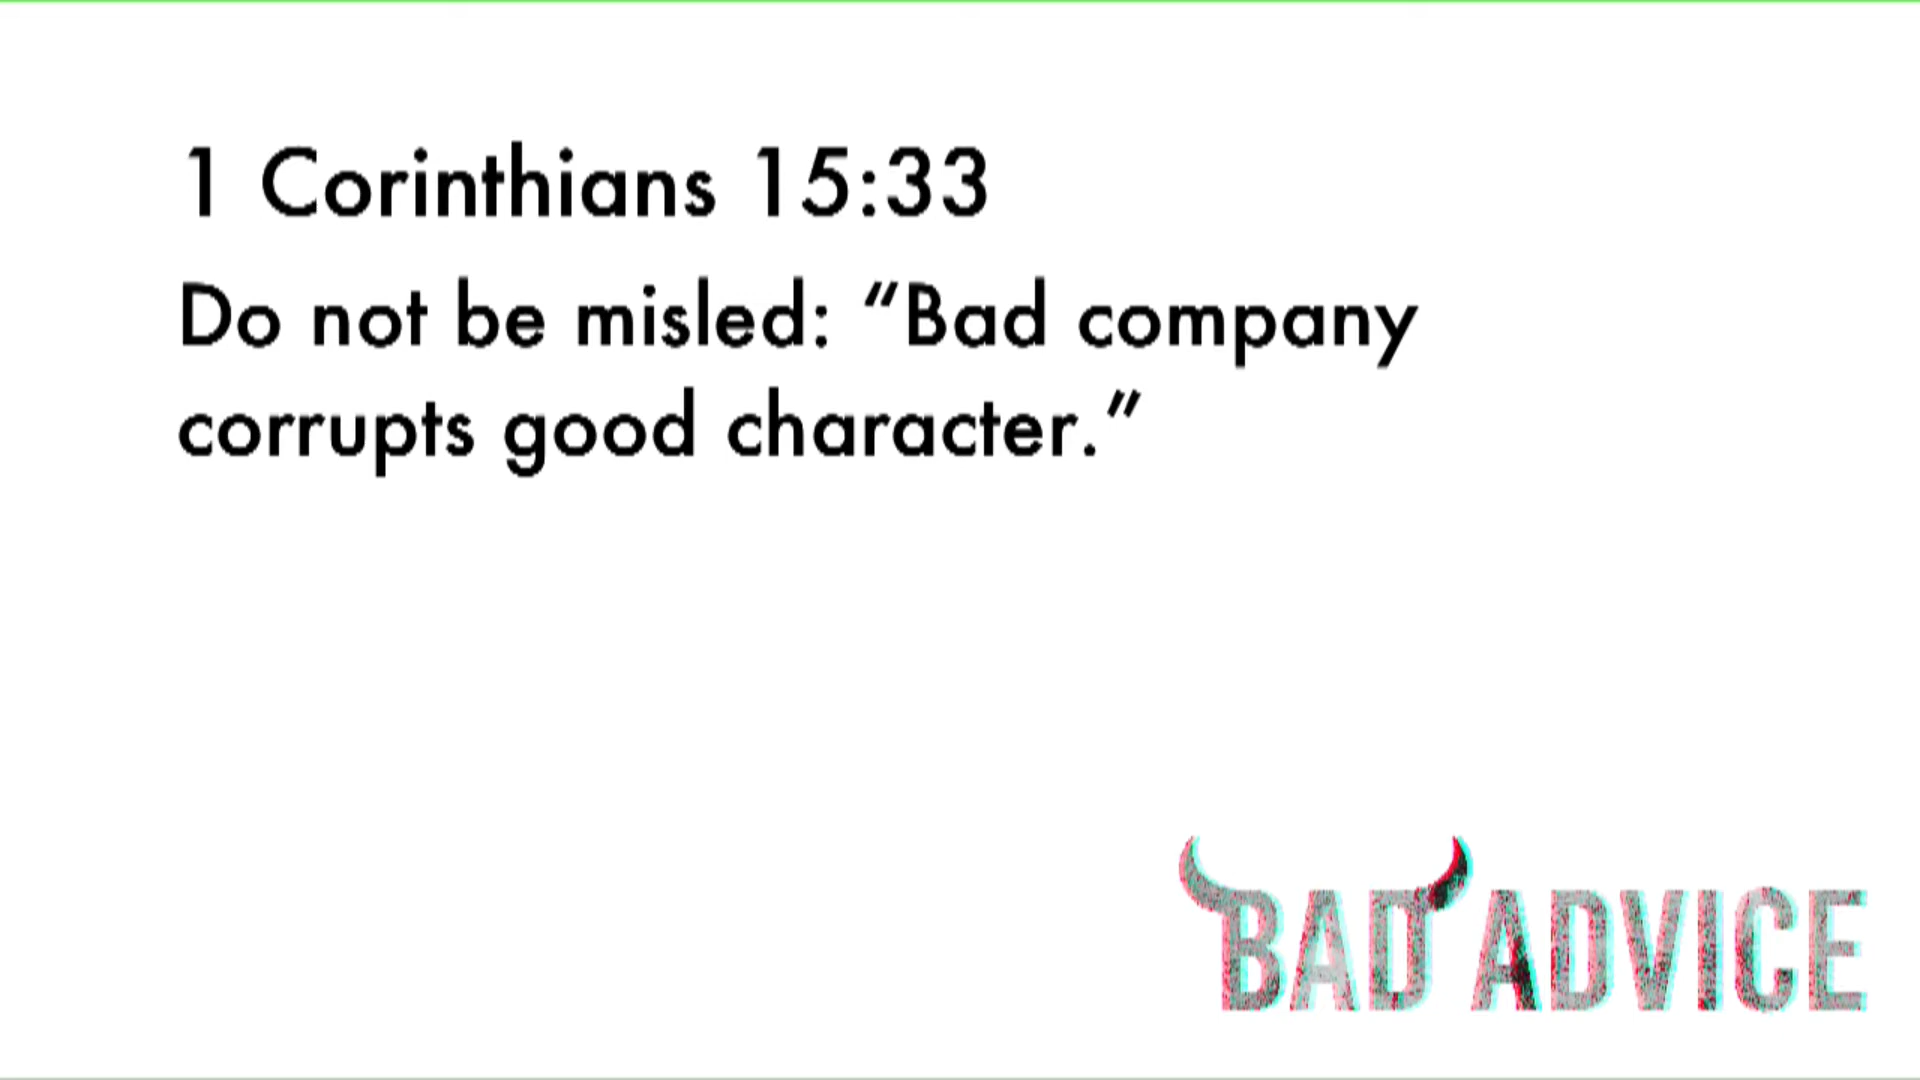 1 Corinthians 15:33
Do not be misled: “Bad company
corrupts good character.”
BAD ADVICE